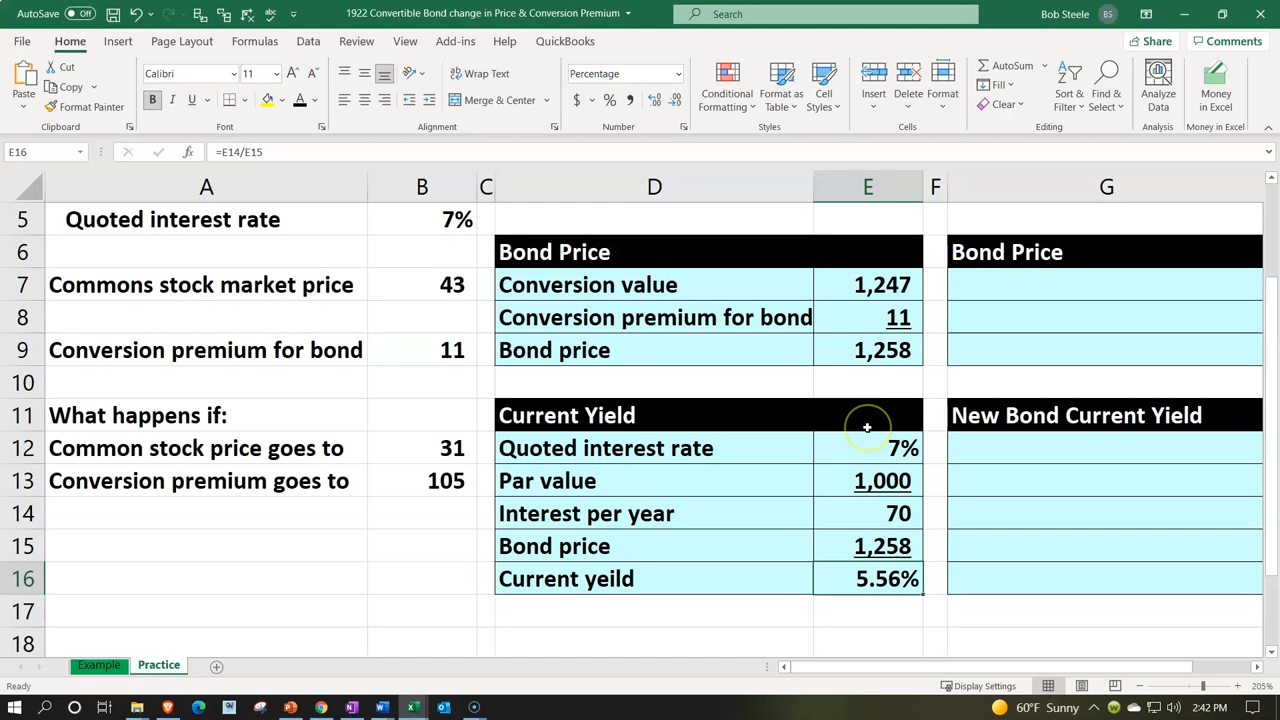 AutoSave Off
1922 Convertible Bond change in Price & Conversion Premium
Search
Bob Steele BS
File Home Insert Page Layout Formulas Data Review View Add-ins Help QuickBooks Share Comments
Paste
Cut
Copy
Format Painter
Clipboard
Calibri 11
B I U
Font
Wrap Text
Merge & Center
Alignment
Percentage
Number
Conditional Formatting
Format as Table
Cell Styles
Styles
Insert Delete Format
Cells
AutoSum
Fill
Clear
Sort & Filter
Find & Select
Editing
Analyze Data
Analysis
Money in Excel
Money in Excel
E16 fx =E14/E15
A B C D E F G
5 Quoted interest rate 7%
6 Bond Price Bond Price
7 Commons stock market price 43 Conversion value 1,247
8 Conversion premium for bond 11
9 Conversion premium for bond 11 Bond price 1,258
10
11 What happens if: Current Yield New Bond Current Yield
12 Common stock price goes to 31 Quoted interest rate 7%
13 Conversion premium goes to 105 Par value 1,000
14 Interest per year 70
15 Bond price 1,258
16 Current yeild 5.56%
17
18
Example Practice
Ready Display Settings 205%
60°F Sunny 2:42 PM